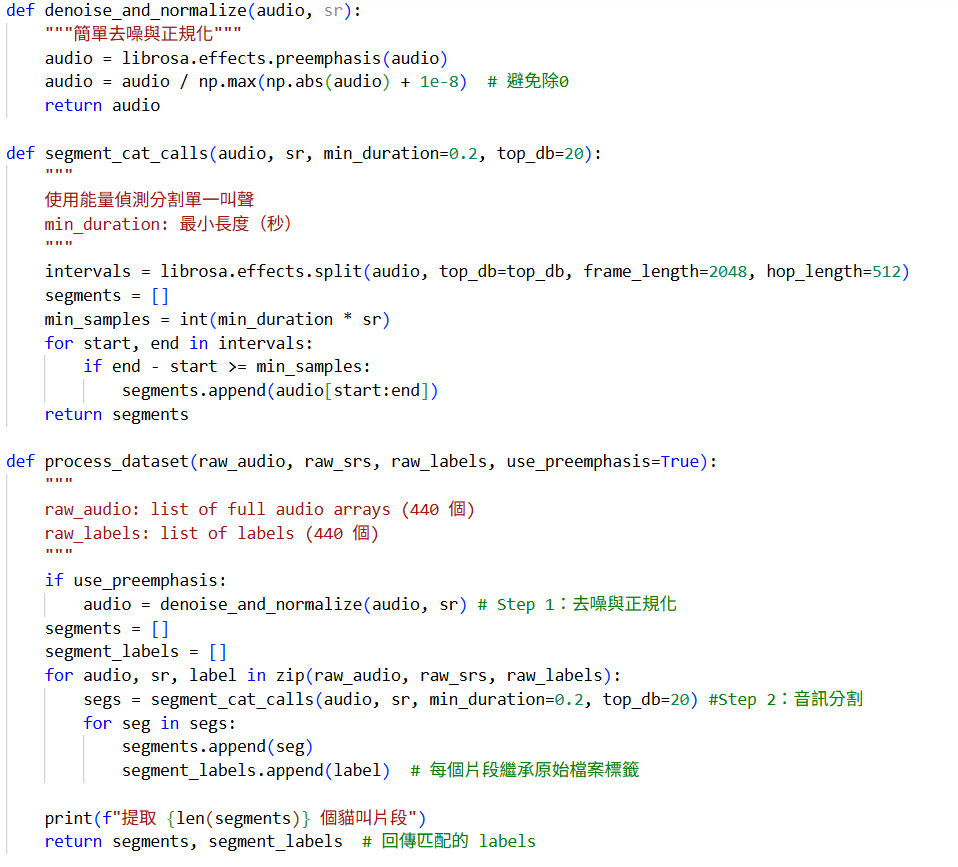 def denoise_and_normalize(audio, sr):
    """簡單去噪與正規化"""
    audio = librosa.effects.preemphasis(audio)
    audio = audio / np.max(np.abs(audio) + 1e-8)  # 避免除0
    return audio

def segment_cat_calls(audio, sr, min_duration=0.2, top_db=20):
    """
    使用能量偵測分割單一叫聲
    min_duration: 最小長度（秒）
    """
    intervals = librosa.effects.split(audio, top_db=top_db, frame_length=2048, hop_length=512)
    segments = []
    min_samples = int(min_duration * sr)
    for start, end in intervals:
        if end - start >= min_samples:
            segments.append(audio[start:end])
    return segments

def process_dataset(raw_audio, raw_srs, raw_labels, use_preemphasis=True):
    """
    raw_audio: list of full audio arrays (440 個)
    raw_labels: list of labels (440 個)
    """
    if use_preemphasis:
        audio = denoise_and_normalize(audio, sr) # Step 1：去噪與正規化
    segments = []
    segment_labels = []
    for audio, sr, label in zip(raw_audio, raw_srs, raw_labels):
        segs = segment_cat_calls(audio, sr, min_duration=0.2, top_db=20) #Step 2：音訊分割
        for seg in segs:
            segments.append(seg)
            segment_labels.append(label)  # 每個片段繼承原始檔案標籤

    print(f"提取 {len(segments)} 個貓叫片段")
    return segments, segment_labels  # 回傳匹配的 labels